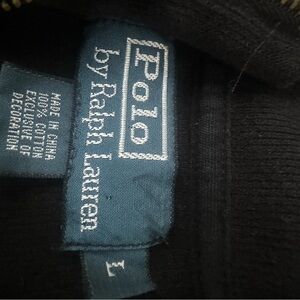 Polo
by Ralph Lauren
L
MADE IN CHINA
100% COTTON
EXCLUSIVE OF
DECORATION